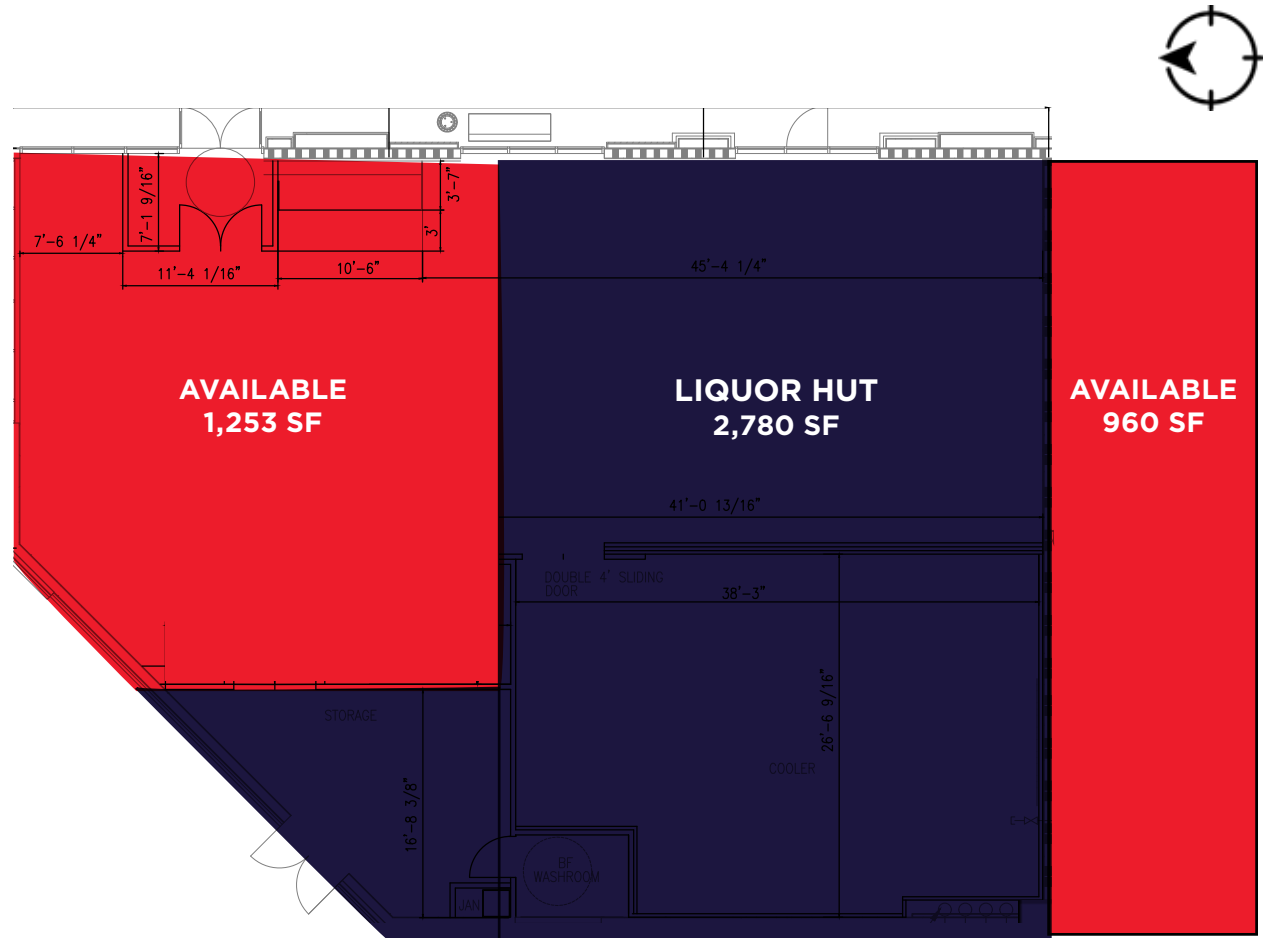 7'-1 9/16"
3'-7"
3'
7'-6 1/4"
11'-4 1/16"
10'-6"
45'-4 1/4"
AVAILABLE
1,253 SF
LIQUOR HUT
2,780 SF
AVAILABLE
960 SF
41'-0 13/16"
DOUBLE 4' SLIDING
DOOR
38'-3"
26'-6 9/16"
STORAGE
COOLER
16'-8 3/8"
BF
WASHROOM
JAN